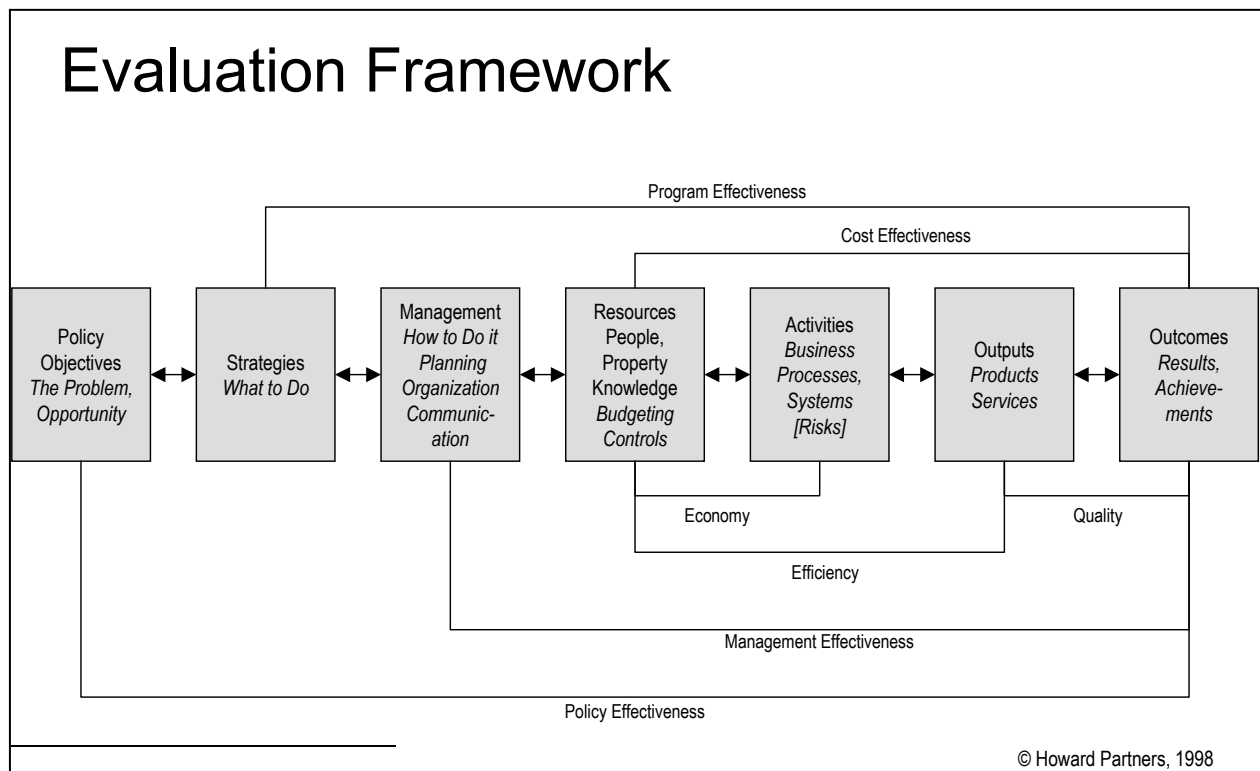 Evaluation Framework
Program Effectiveness
Cost Effectiveness
Policy
Objectives
The Problem,
Opportunity
Strategies
What to Do
Management
How to Do it
Planning
Organization
Communic-
ation
Resources
People,
Property
Knowledge
Budgeting
Controls
Activities
Business
Processes,
Systems
[Risks]
Outputs
Products
Services
Outcomes
Results,
Achieve-
ments
Economy
Quality
Efficiency
Management Effectiveness
Policy Effectiveness
© Howard Partners, 1998